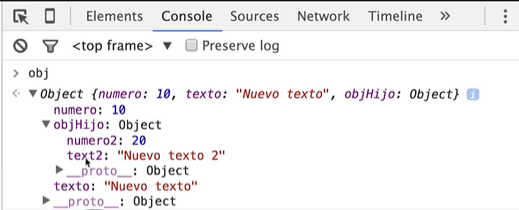 Elements Console Sources Network Timeline »
<top frame> ▼ Preserve log
> obj
Object {numero: 10, texto: "Nuevo texto", objHijo: Object} i
numero: 10
objHijo: Object
numero2: 20
text2: "Nuevo texto 2"
__proto__: Object
texto: "Nuevo texto"
__proto__: Object